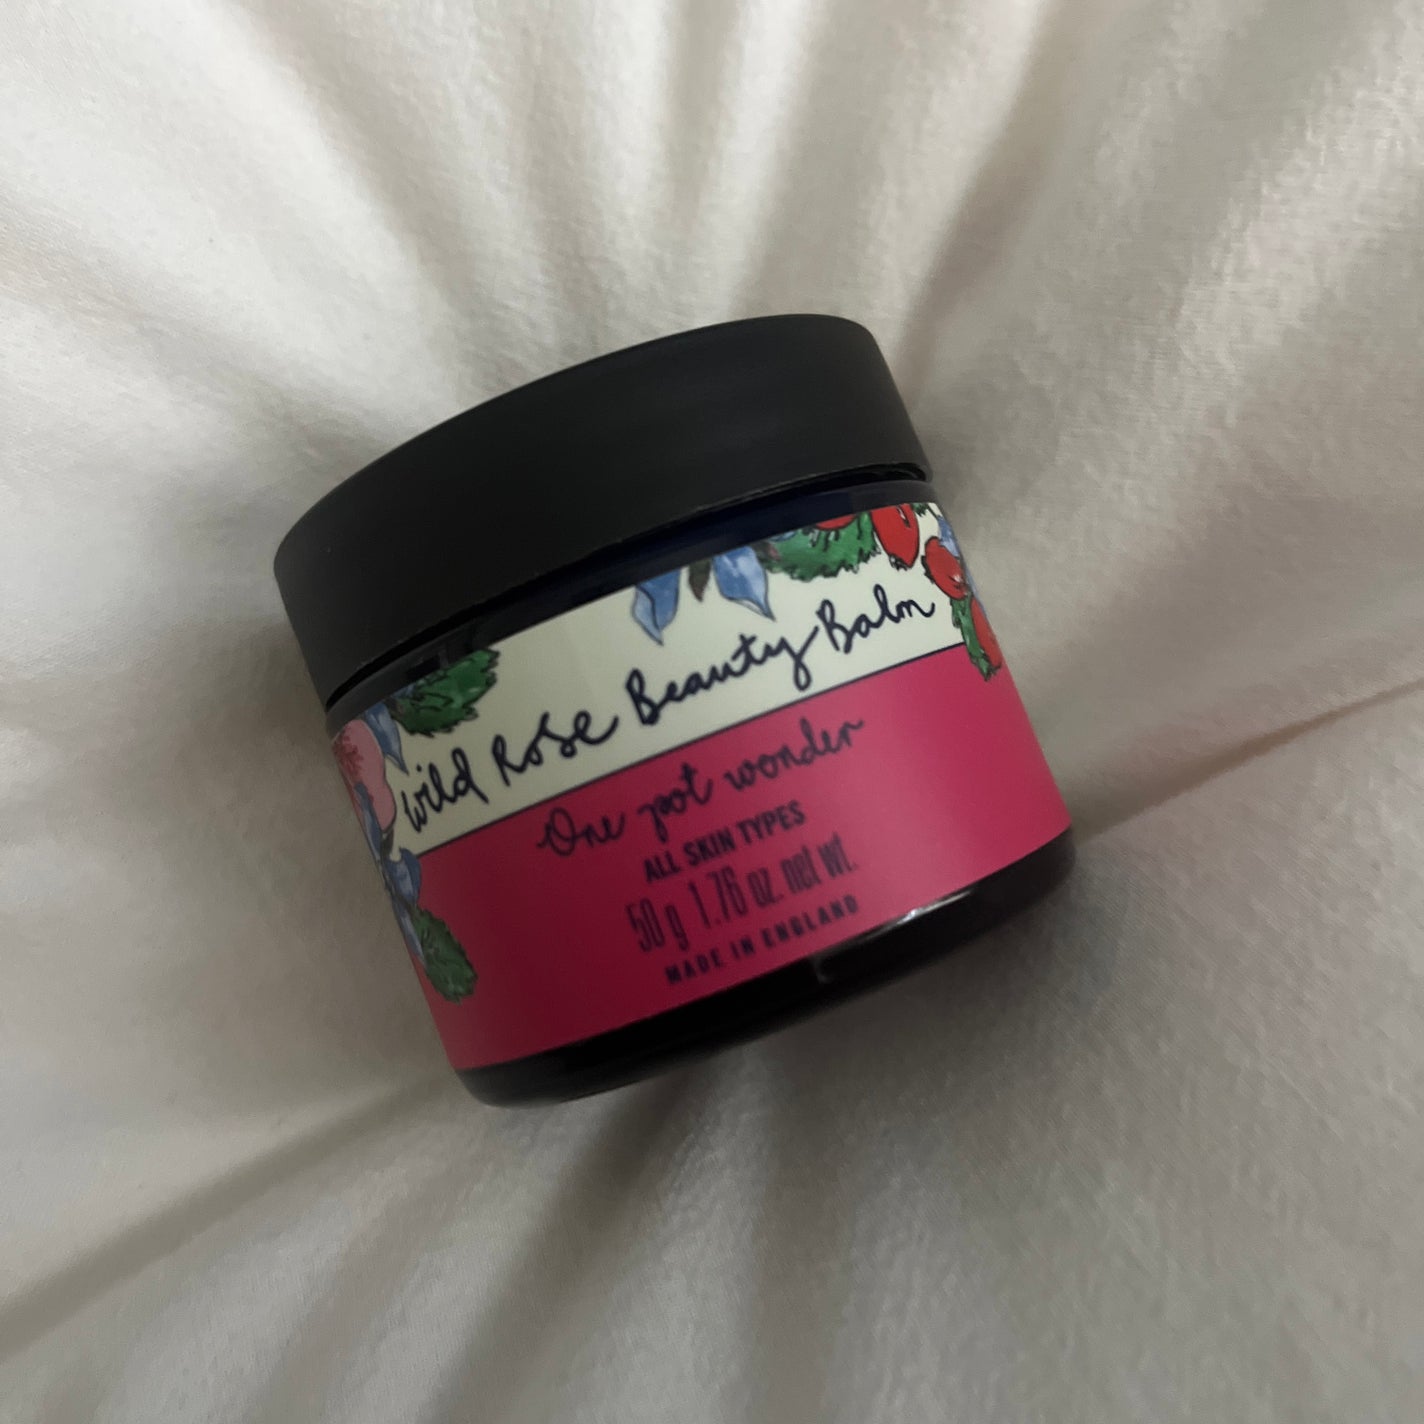 Wild Rose Beauty Balm
One pot wonder
ALL SKIN TYPES
50 g 1.76 oz. net wt.
MADE IN ENGLAND